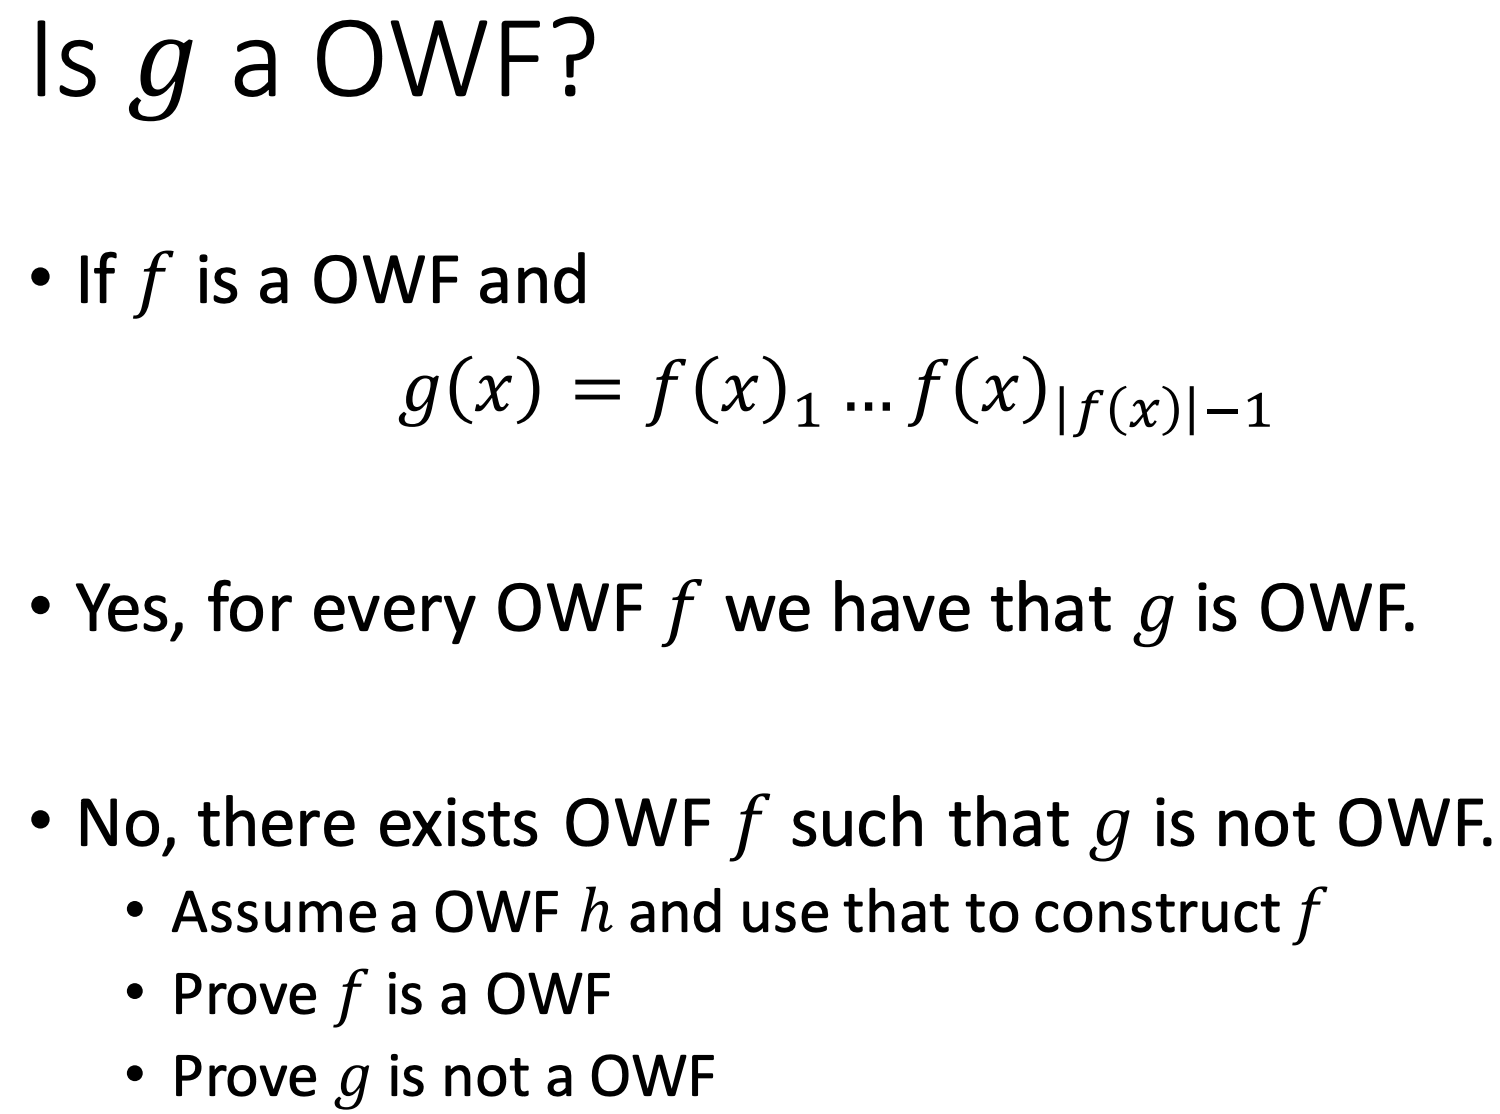 Is g a OWF?
• If f is a OWF and
g(x) = f(x)₁ … f(x)_{|f(x)|−1}
• Yes, for every OWF f we have that g is OWF.
• No, there exists OWF f such that g is not OWF.
• Assume a OWF h and use that to construct f
• Prove f is a OWF
• Prove g is not a OWF